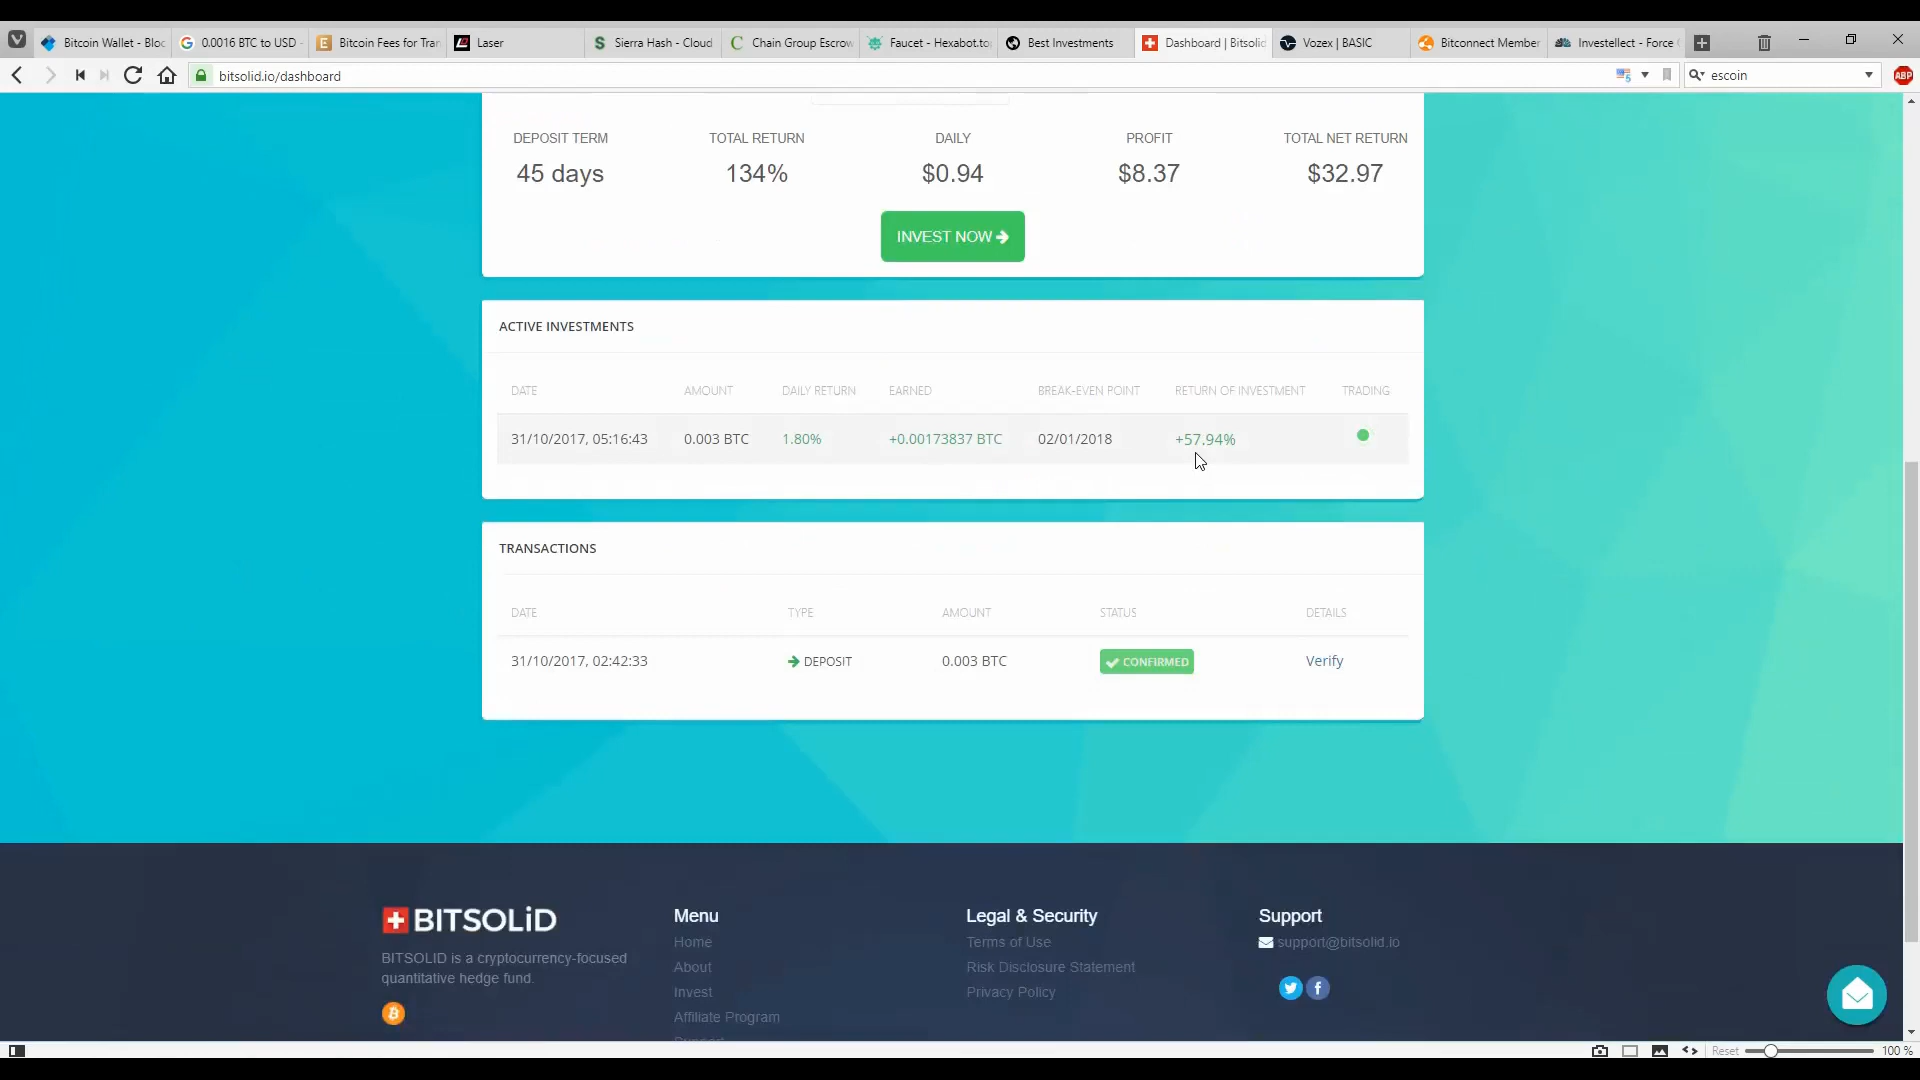 Bitcoin Wallet - Bloc
0.0016 BTC to USD -
Bitcoin Fees for Tran
Laser
Sierra Hash - Cloud
Chain Group Escrow
Faucet - Hexabot.to
Best Investments
Dashboard | Bitsolid
Vozex | BASIC
Bitconnect Member
Investellect - Force
bitsolid.io/dashboard
escoin
ABP
DEPOSIT TERM
45 days
TOTAL RETURN
134%
DAILY
$0.94
PROFIT
$8.37
TOTAL NET RETURN
$32.97
INVEST NOW
ACTIVE INVESTMENTS
DATE AMOUNT DAILY RETURN EARNED BREAK-EVEN POINT RETURN OF INVESTMENT TRADING
31/10/2017, 05:16:43 0.003 BTC 1.80% +0.00173837 BTC 02/01/2018 +57.94%
TRANSACTIONS
DATE TYPE AMOUNT STATUS DETAILS
31/10/2017, 02:42:33 DEPOSIT 0.003 BTC CONFIRMED Verify
BITSOLiD
BITSOLID is a cryptocurrency-focused
quantitative hedge fund.
Menu
Home
About
Invest
Affiliate Program
Legal & Security
Terms of Use
Risk Disclosure Statement
Privacy Policy
Support
support@bitsolid.io
Reset
100 %